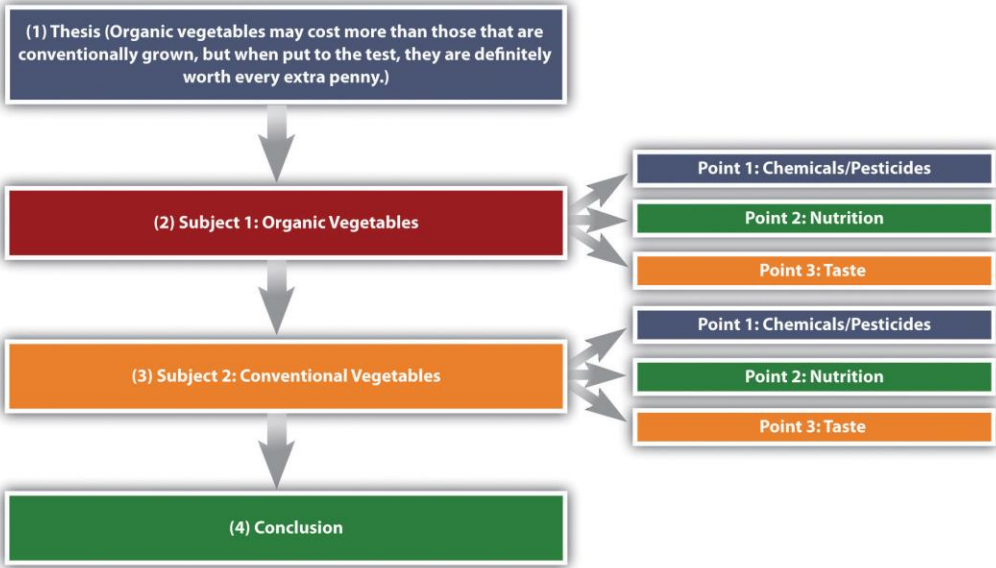 (1) Thesis (Organic vegetables may cost more than those that are
conventionally grown, but when put to the test, they are definitely
worth every extra penny.)
(2) Subject 1: Organic Vegetables
Point 1: Chemicals/Pesticides
Point 2: Nutrition
Point 3: Taste
(3) Subject 2: Conventional Vegetables
Point 1: Chemicals/Pesticides
Point 2: Nutrition
Point 3: Taste
(4) Conclusion